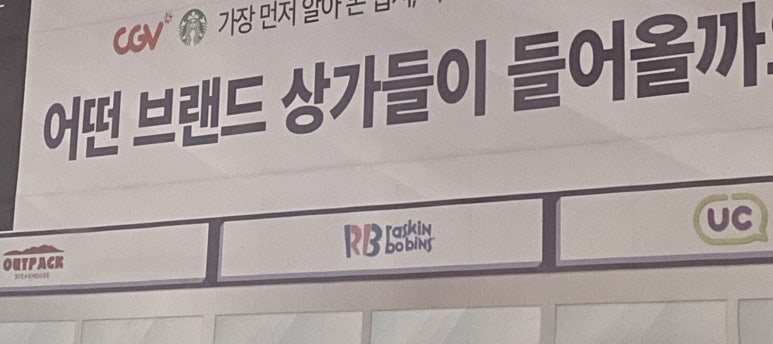 CGV 가장 먼저 알아
어떤 브랜드 상가들이 들어올까
OUTPACK STEAKHOUSE
RB raskin bobins
UC